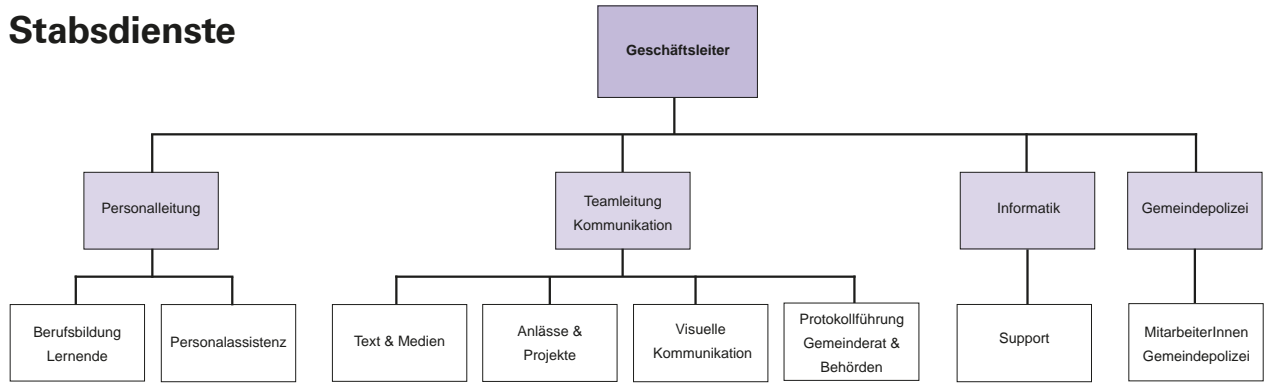 Stabsdienste
Geschäftsleiter
Personalleitung
Teamleitung
Kommunikation
Informatik
Gemeindepolizei
Berufsbildung
Lernende
Personalassistenz
Text & Medien
Anlässe &
Projekte
Visuelle
Kommunikation
Protokollführung
Gemeinderat &
Behörden
Support
MitarbeiterInnen
Gemeindepolizei